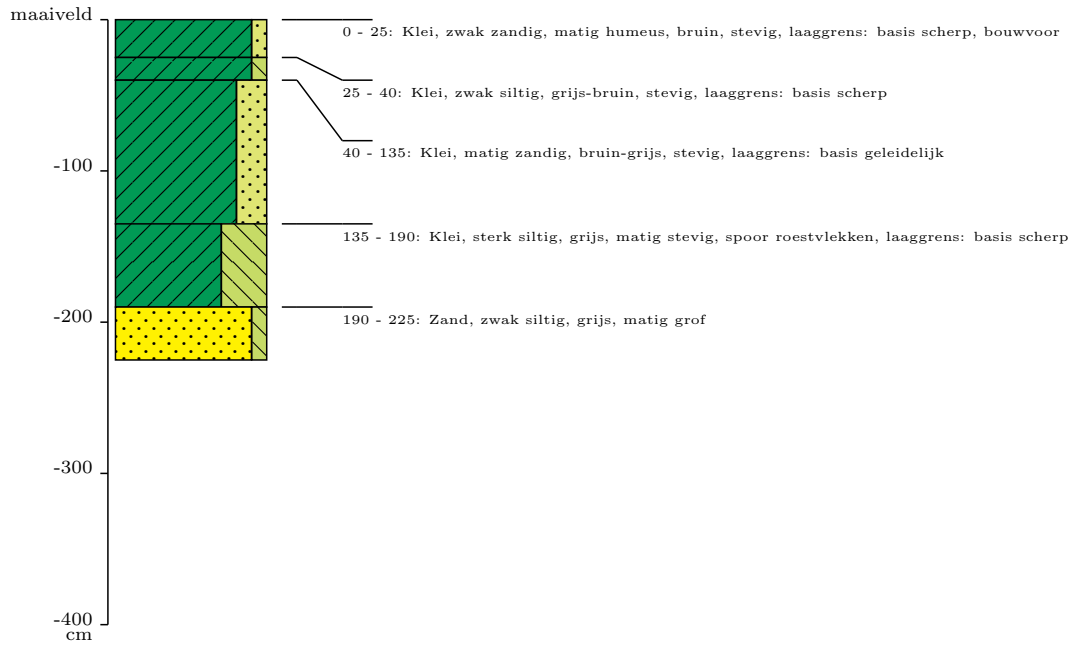 maaiveld
0 - 25: Klei, zwak zandig, matig humeus, bruin, stevig, laaggrens: basis scherp, bouwvoor
25 - 40: Klei, zwak siltig, grijs-bruin, stevig, laaggrens: basis scherp
40 - 135: Klei, matig zandig, bruin-grijs, stevig, laaggrens: basis geleidelijk
-100
135 - 190: Klei, sterk siltig, grijs, matig stevig, spoor roestvlekken, laaggrens: basis scherp
-200
190 - 225: Zand, zwak siltig, grijs, matig grof
-300
-400
cm